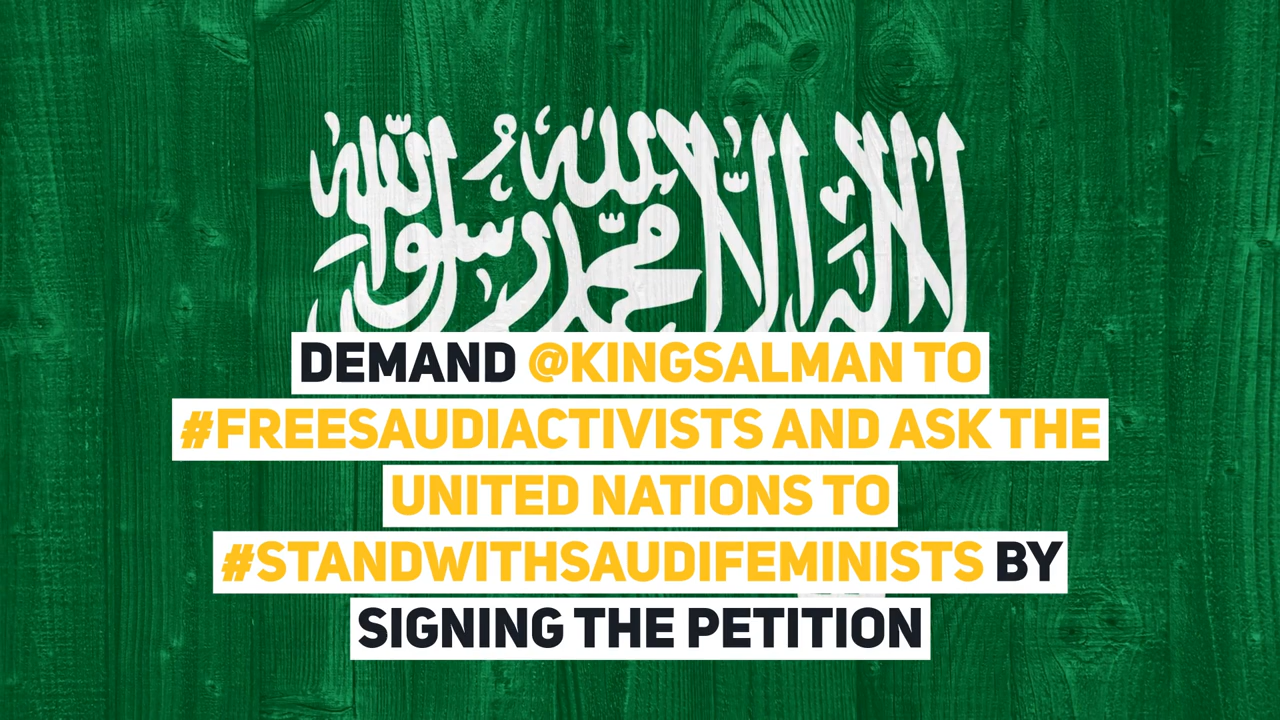 لا إله إلا الله محمد رسول الله
DEMAND @KINGSALMAN TO
#FREESAUDIACTIVISTS AND ASK THE
UNITED NATIONS TO
#STANDWITHSAUDIFEMINISTS BY
SIGNING THE PETITION